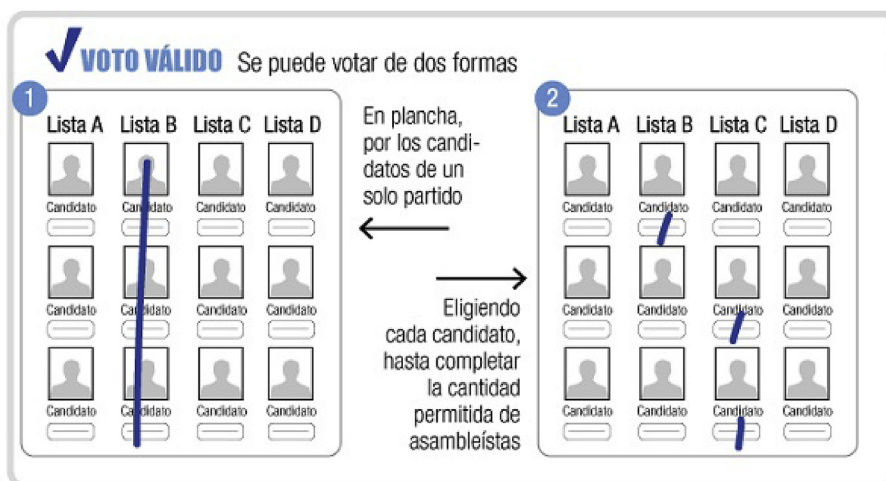 VOTO VÁLIDO Se puede votar de dos formas
1
Lista A Lista B Lista C Lista D
Candidato Candidato Candidato Candidato
Candidato Candidato Candidato Candidato
Candidato Candidato Candidato Candidato
En plancha,
por los candi-
datos de un
solo partido
Eligiendo
cada candidato,
hasta completar
la cantidad
permitida de
asambleístas
2
Lista A Lista B Lista C Lista D
Candidato Candidato Candidato Candidato
Candidato Candidato Candidato Candidato
Candidato Candidato Candidato Candidato